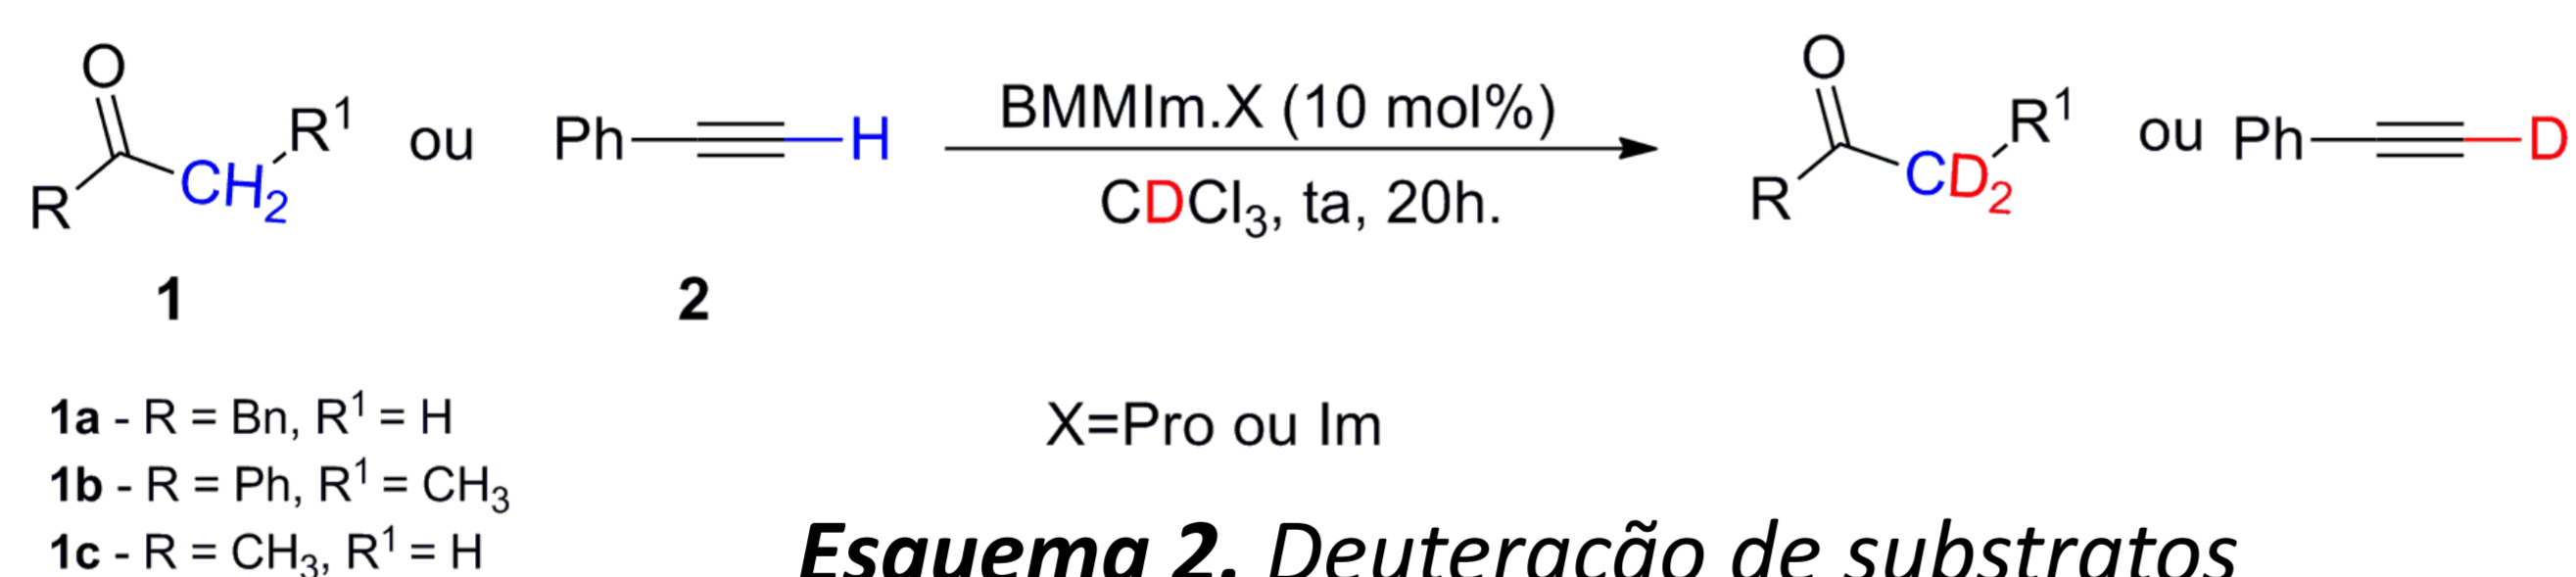 O
R
CH₂
R¹
ou
Ph
H
BMMIm.X (10 mol%)
CDCl₃, ta, 20h.
O
R
CD₂
R¹
ou
Ph
D
1
2
1a - R = Bn, R¹ = H
1b - R = Ph, R¹ = CH₃
1c - R = CH₃, R¹ = H
X=Pro ou Im
Esquema 2. Deuteração de substratos